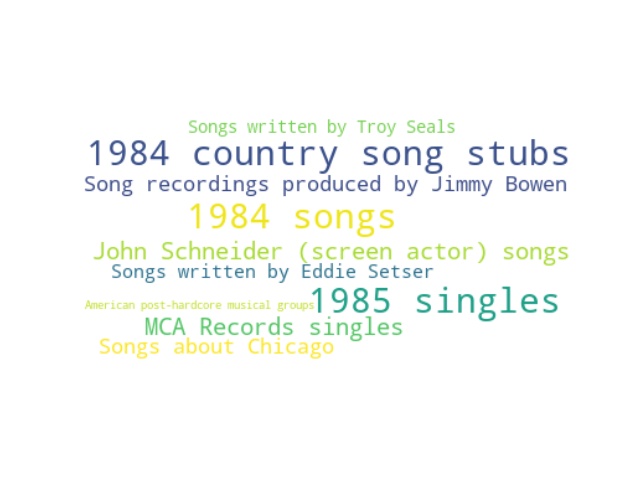 Songs written by Troy Seals
1984 country song stubs
Song recordings produced by Jimmy Bowen
1984 songs
John Schneider (screen actor) songs
Songs written by Eddie Setser
American post-hardcore musical groups
1985 singles
MCA Records singles
Songs about Chicago